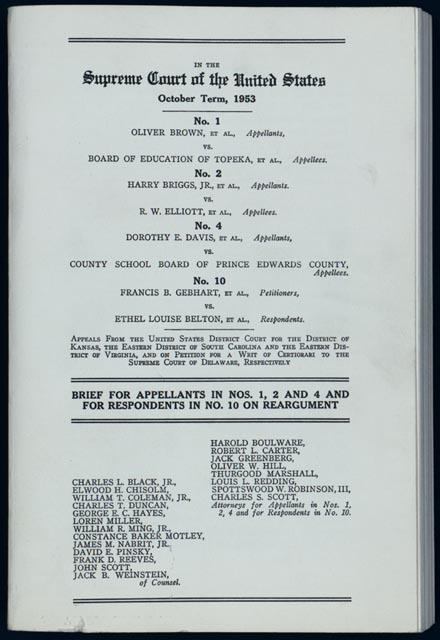 IN THE
Supreme Court of the United States
October Term, 1953
No. 1
OLIVER BROWN, ET AL., Appellants,
vs.
BOARD OF EDUCATION OF TOPEKA, ET AL., Appellees.
No. 2
HARRY BRIGGS, JR., ET AL., Appellants.
vs.
R. W. ELLIOTT, ET AL., Appellees.
No. 4
DOROTHY E. DAVIS, ET AL., Appellants,
vs.
COUNTY SCHOOL BOARD OF PRINCE EDWARDS COUNTY,
Appellees.
No. 10
FRANCIS B. GEBHART, ET AL., Petitioners,
vs.
ETHEL LOUISE BELTON, ET AL., Respondents.
APPEALS FROM THE UNITED STATES DISTRICT COURT FOR THE DISTRICT OF
KANSAS, THE EASTERN DISTRICT OF SOUTH CAROLINA AND THE EASTERN DIS-
TRICT OF VIRGINIA, AND ON PETITION FOR A WRIT OF CERTIORARI TO THE
SUPREME COURT OF DELAWARE, RESPECTIVELY
BRIEF FOR APPELLANTS IN NOS. 1, 2 AND 4 AND
FOR RESPONDENTS IN NO. 10 ON REARGUMENT
HAROLD BOULWARE,
ROBERT L. CARTER,
JACK GREENBERG,
OLIVER W. HILL,
THURGOOD MARSHALL,
LOUIS L. REDDING,
SPOTTSWOOD W. ROBINSON, III,
CHARLES S. SCOTT,
Attorneys for Appellants in Nos. 1,
2, 4 and for Respondents in No. 10.
CHARLES L. BLACK, JR.,
ELWOOD H. CHISOLM,
WILLIAM T. COLEMAN, JR.,
CHARLES T. DUNCAN,
GEORGE E. C. HAYES,
LOREN MILLER,
WILLIAM R. MING, JR.,
CONSTANCE BAKER MOTLEY,
JAMES M. NABRIT, JR.
DAVID E. PINSKY,
FRANK D. REEVES,
JOHN SCOTT,
JACK B. WEINSTEIN,
of Counsel.